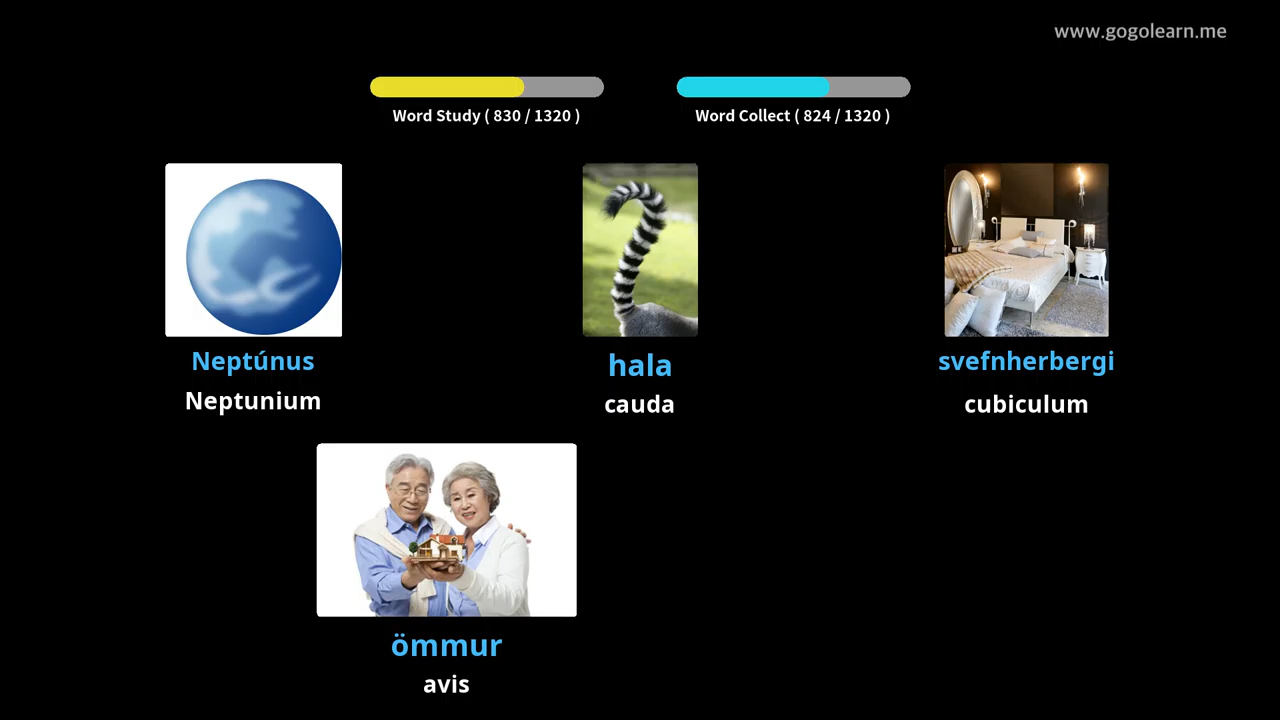 www.gogolearn.me
Word Study ( 830 / 1320 )
Word Collect ( 824 / 1320 )
Neptúnus
Neptunium
hala
cauda
svefnherbergi
cubiculum
ömmur
avis